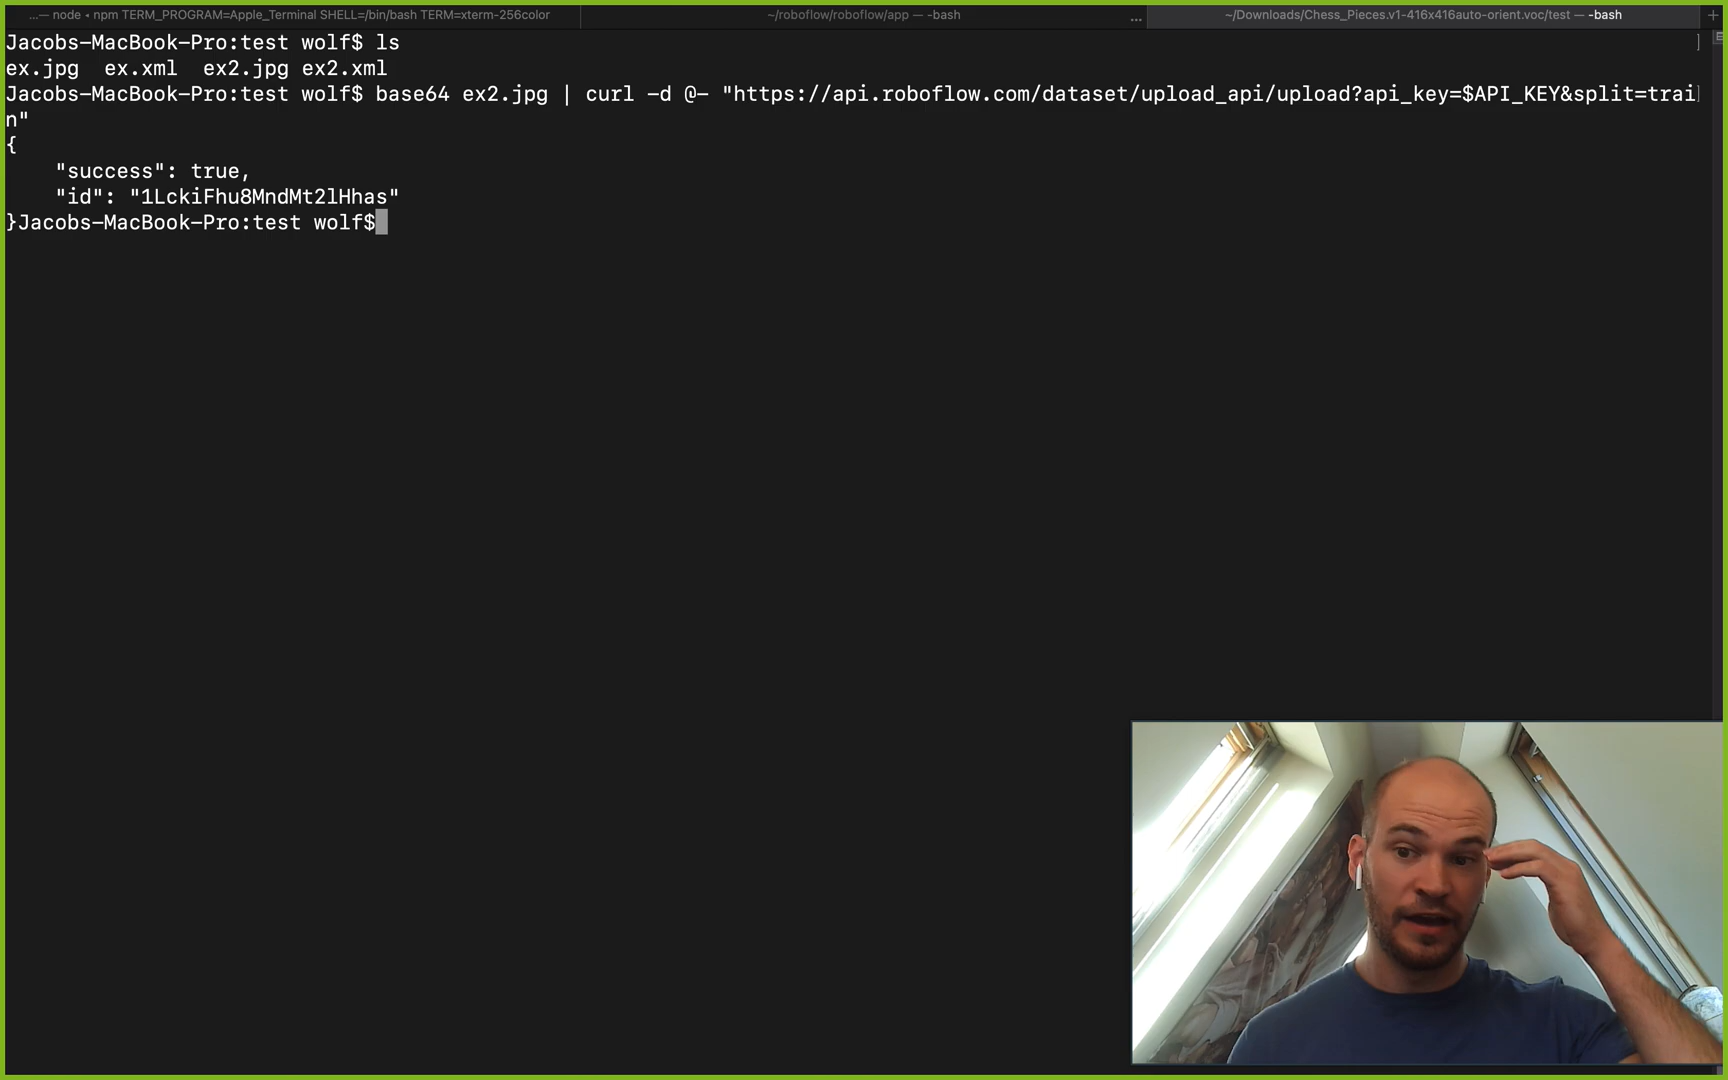 ...— node ◂ npm TERM_PROGRAM=Apple_Terminal SHELL=/bin/bash TERM=xterm-256color
~/roboflow/roboflow/app — -bash
...
~/Downloads/Chess_Pieces.v1-416x416auto-orient.voc/test — -bash
+
Jacobs-MacBook-Pro:test wolf$ ls
ex.jpg  ex.xml  ex2.jpg ex2.xml
Jacobs-MacBook-Pro:test wolf$ base64 ex2.jpg | curl -d @- "https://api.roboflow.com/dataset/upload_api/upload?api_key=$API_KEY&split=trai
n"
{
    "success": true,
    "id": "1LckiFhu8MndMt2lHhas"
}Jacobs-MacBook-Pro:test wolf$